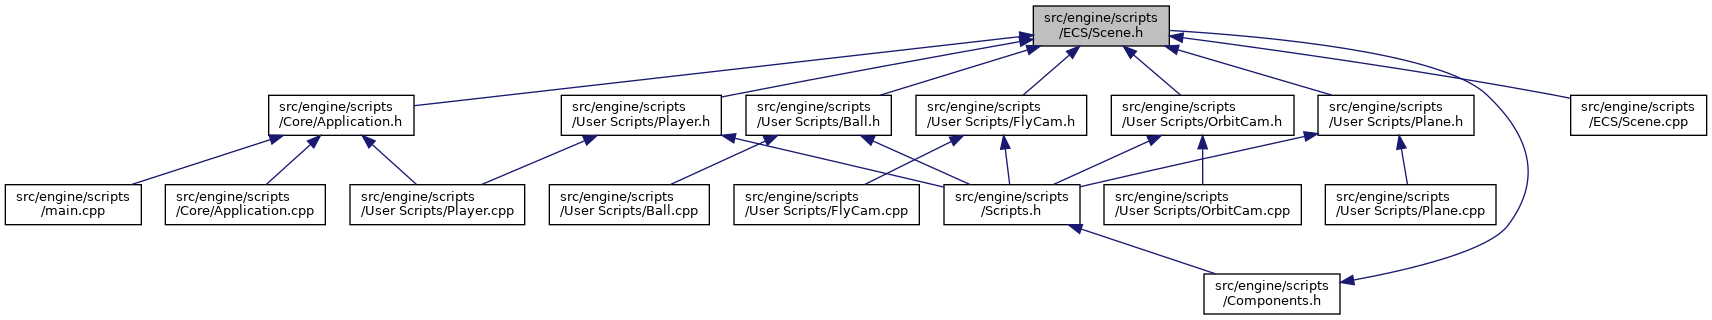 src/engine/scripts
/ECS/Scene.h
src/engine/scripts
/Core/Application.h
src/engine/scripts
/User Scripts/Player.h
src/engine/scripts
/User Scripts/Ball.h
src/engine/scripts
/User Scripts/FlyCam.h
src/engine/scripts
/User Scripts/OrbitCam.h
src/engine/scripts
/User Scripts/Plane.h
src/engine/scripts
/ECS/Scene.cpp
src/engine/scripts
/main.cpp
src/engine/scripts
/Core/Application.cpp
src/engine/scripts
/User Scripts/Player.cpp
src/engine/scripts
/User Scripts/Ball.cpp
src/engine/scripts
/User Scripts/FlyCam.cpp
src/engine/scripts
/Scripts.h
src/engine/scripts
/User Scripts/OrbitCam.cpp
src/engine/scripts
/User Scripts/Plane.cpp
src/engine/scripts
/Components.h